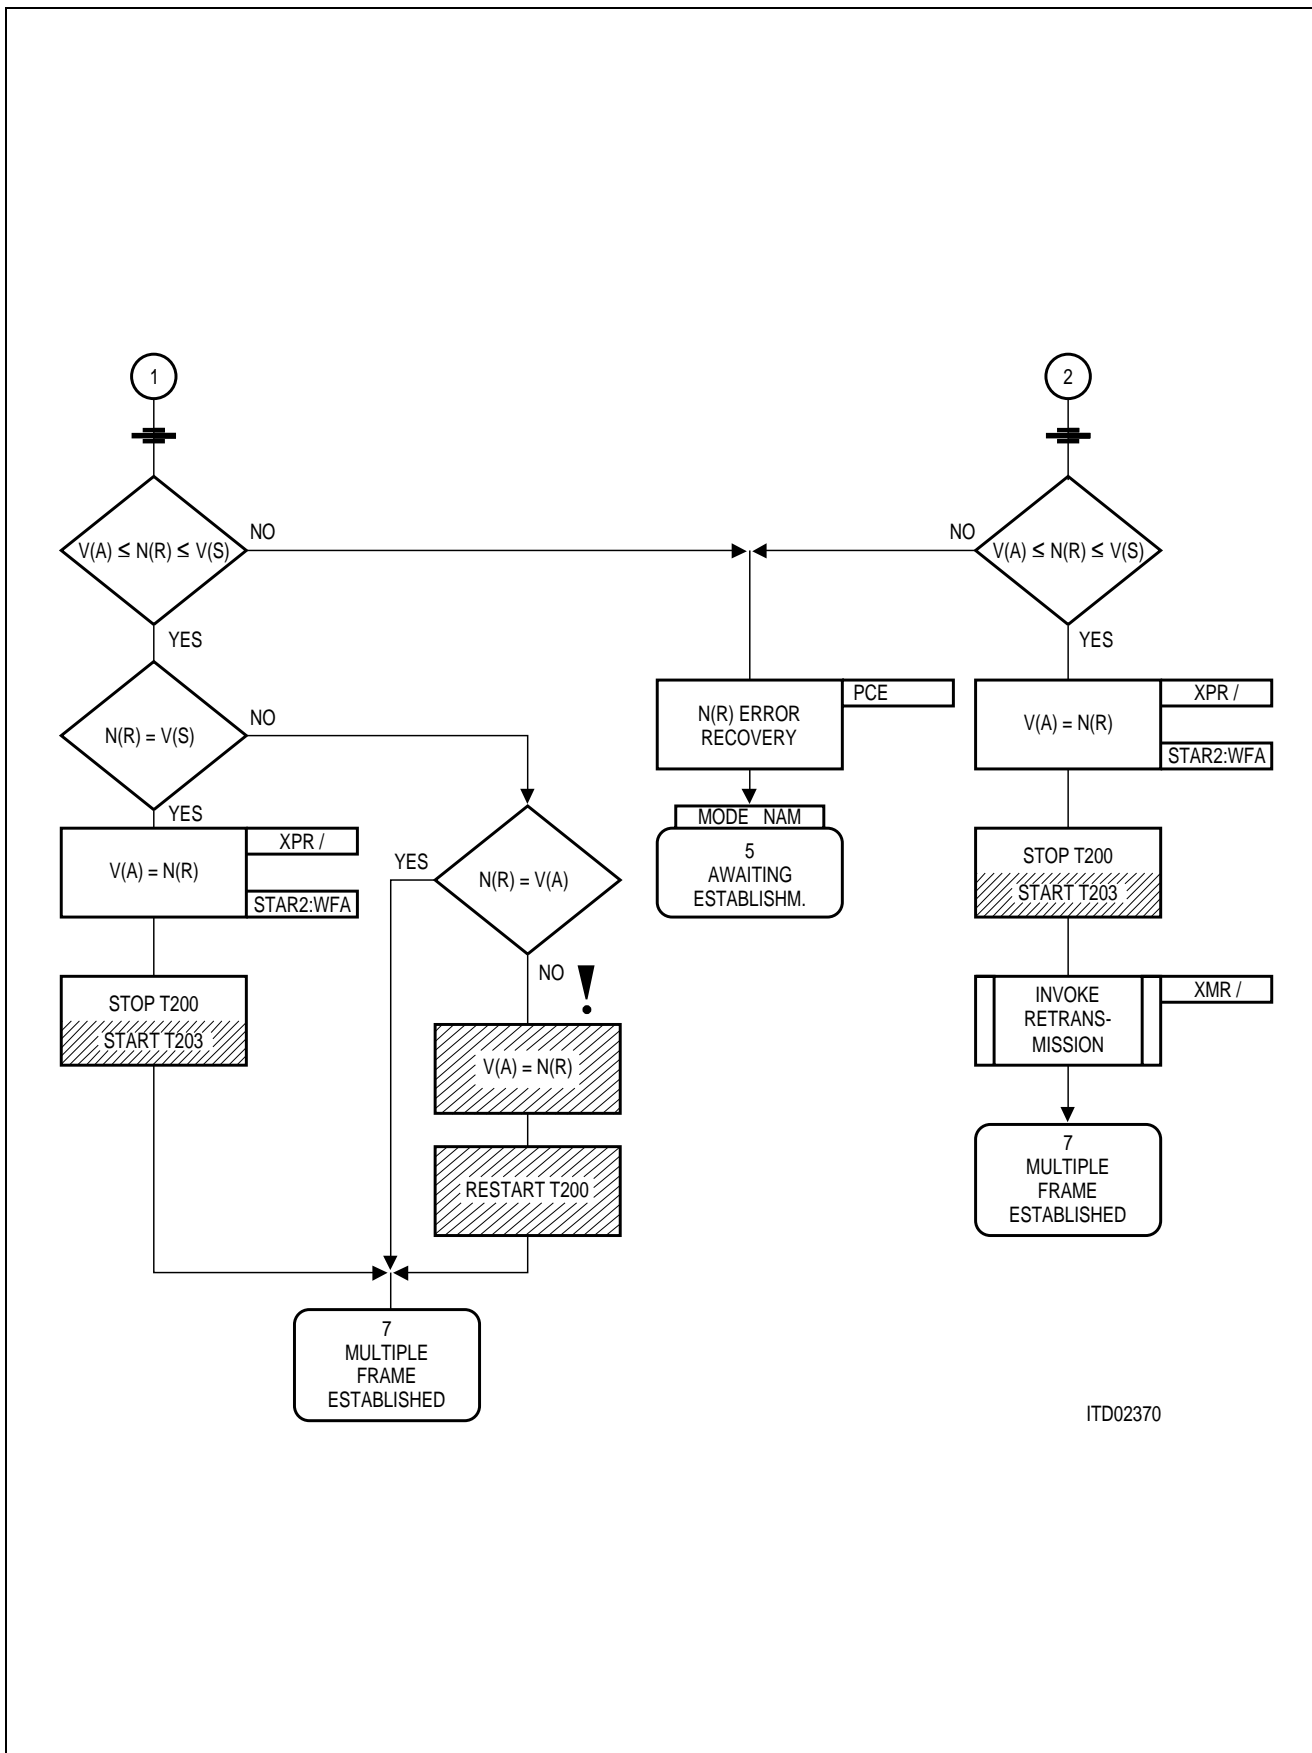 1
2
V(A) ≤ N(R) ≤ V(S)
NO
NO
V(A) ≤ N(R) ≤ V(S)
YES
YES
N(R) = V(S)
NO
N(R) ERROR
RECOVERY
PCE
V(A) = N(R)
XPR /
STAR2:WFA
YES
V(A) = N(R)
XPR /
STAR2:WFA
YES
N(R) = V(A)
MODE NAM
5
AWAITING
ESTABLISHM.
STOP T200
START T203
NO
!
STOP T200
START T203
V(A) = N(R)
INVOKE
RETRANS-
MISSION
XMR /
RESTART T200
7
MULTIPLE
FRAME
ESTABLISHED
7
MULTIPLE
FRAME
ESTABLISHED
ITD02370